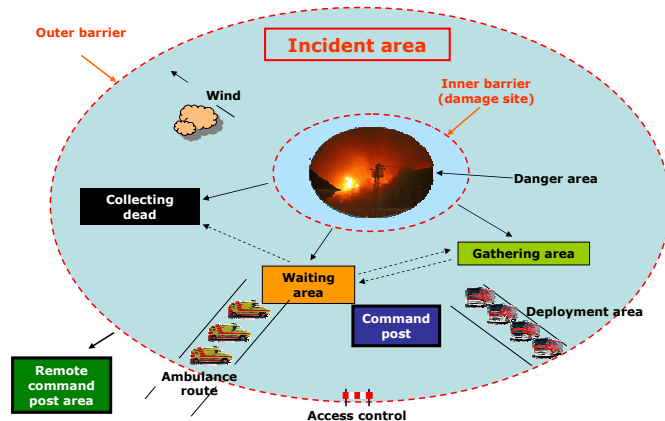 Outer barrier
Incident area
Wind
Inner barrier
(damage site)
Danger area
Collecting
dead
Gathering area
Waiting
area
Command
post
Deployment area
Remote
command
post area
Ambulance
route
Access control